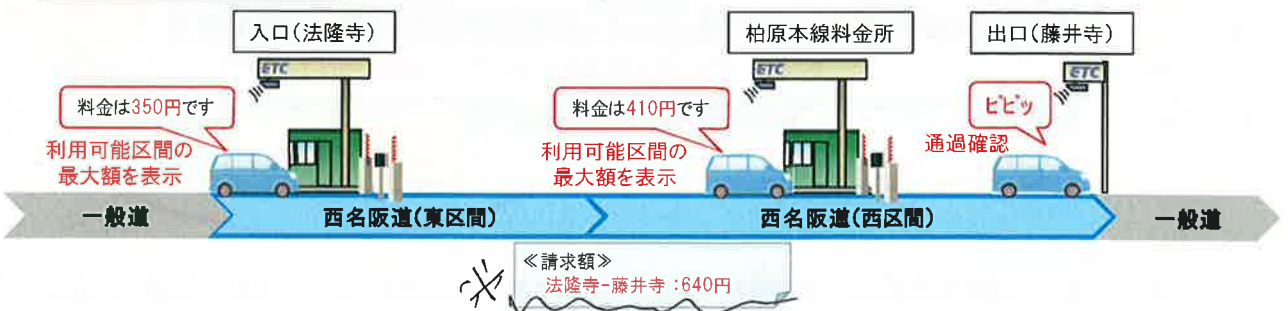 入口(法隆寺)
柏原本線料金所
出口(藤井寺)
ETC
ETC
ETC
料金は350円です
料金は410円です
ピピッ
利用可能区間の
最大額を表示
利用可能区間の
最大額を表示
通過確認
一般道
西名阪道(東区間)
西名阪道(西区間)
一般道
※
≪請求額≫
法隆寺-藤井寺:640円